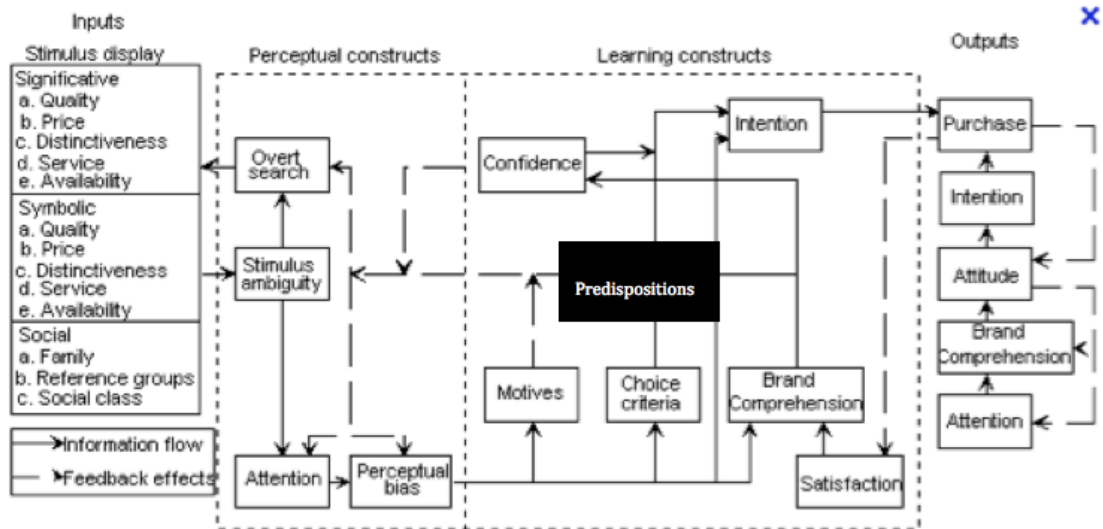 Inputs
Stimulus display
Significative
a. Quality
b. Price
c. Distinctiveness
d. Service
e. Availability
Symbolic
a. Quality
b. Price
c. Distinctiveness
d. Service
e. Availability
Social
a. Family
b. Reference groups
c. Social class
Information flow
Feedback effects
Perceptual constructs
Overt
search
Stimulus
ambiguity
Attention
Perceptual
bias
Learning constructs
Confidence
Intention
Predispositions
Motives
Choice
criteria
Brand
Comprehension
Satisfaction
Outputs
Purchase
Intention
Attitude
Brand
Comprehension
Attention